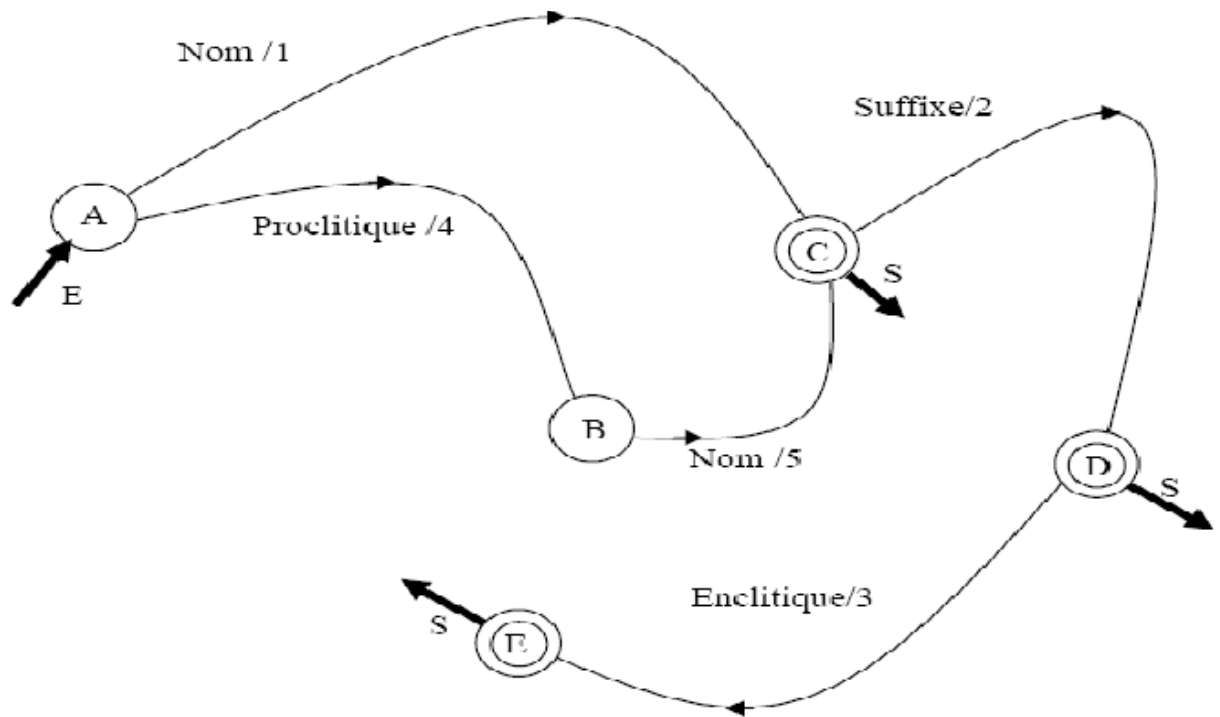 Nom /1
Suffixe/2
A
Proclitique /4
C
S
E
B
Nom /5
D
S
Enclitique/3
S
E